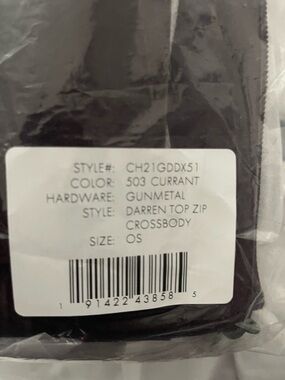 STYLE#: CH21GDDX51
COLOR: 503 CURRANT
HARDWARE: GUNMETAL
STYLE: DARREN TOP ZIP
CROSSBODY
SIZE: OS
1 91422 43858 5